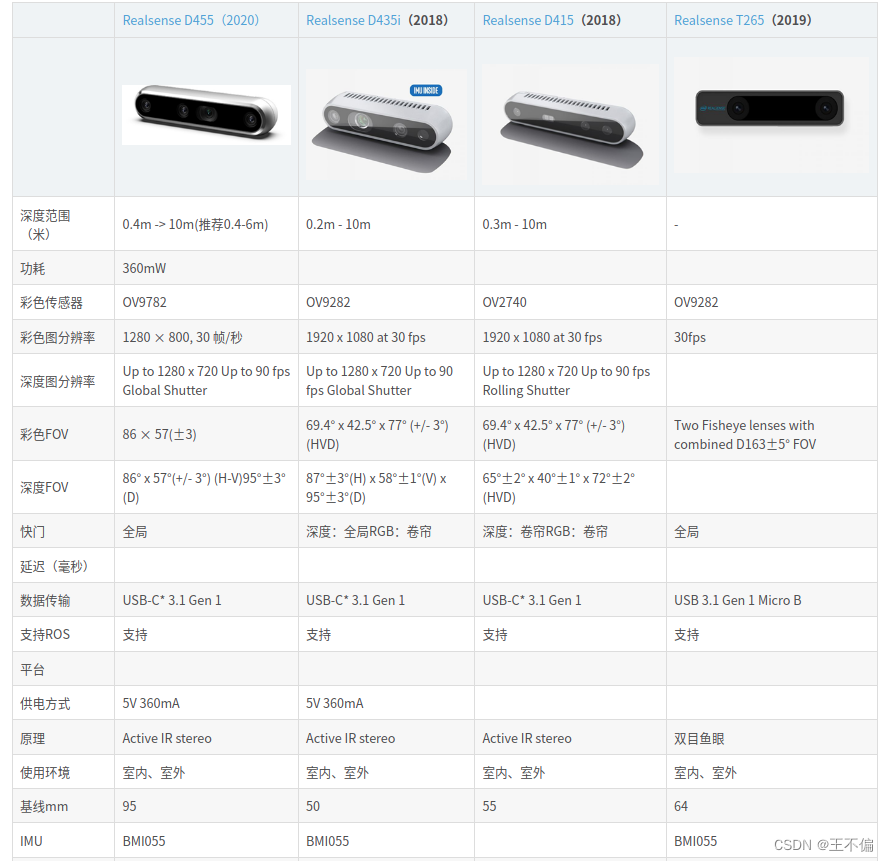 Realsense D455（2020） Realsense D435i（2018） Realsense D415（2018） Realsense T265（2019）
IMU INSIDE
深度范围（米） 0.4m -> 10m(推荐0.4-6m) 0.2m - 10m 0.3m - 10m -
功耗 360mW
彩色传感器 OV9782 OV9282 OV2740 OV9282
彩色图分辨率 1280 × 800, 30 帧/秒 1920 x 1080 at 30 fps 1920 x 1080 at 30 fps 30fps
深度图分辨率 Up to 1280 x 720 Up to 90 fps Global Shutter Up to 1280 x 720 Up to 90 fps Global Shutter Up to 1280 x 720 Up to 90 fps Rolling Shutter
彩色FOV 86 × 57(±3) 69.4° x 42.5° x 77° (+/- 3°) (HVD) 69.4° x 42.5° x 77° (+/- 3°) (HVD) Two Fisheye lenses with combined D163±5° FOV
深度FOV 86° x 57°(+/- 3°) (H-V)95°±3° (D) 87°±3°(H) x 58°±1°(V) x 95°±3°(D) 65°±2° x 40°±1° x 72°±2° (HVD)
快门 全局 深度：全局RGB：卷帘 深度：卷帘RGB：卷帘 全局
延迟（毫秒）
数据传输 USB-C* 3.1 Gen 1 USB-C* 3.1 Gen 1 USB-C* 3.1 Gen 1 USB 3.1 Gen 1 Micro B
支持ROS 支持 支持 支持 支持
平台
供电方式 5V 360mA 5V 360mA
原理 Active IR stereo Active IR stereo Active IR stereo 双目鱼眼
使用环境 室内、室外 室内、室外 室内、室外 室内、室外
基线mm 95 50 55 64
IMU BMI055 BMI055 BMI055
CSDN @王不偏